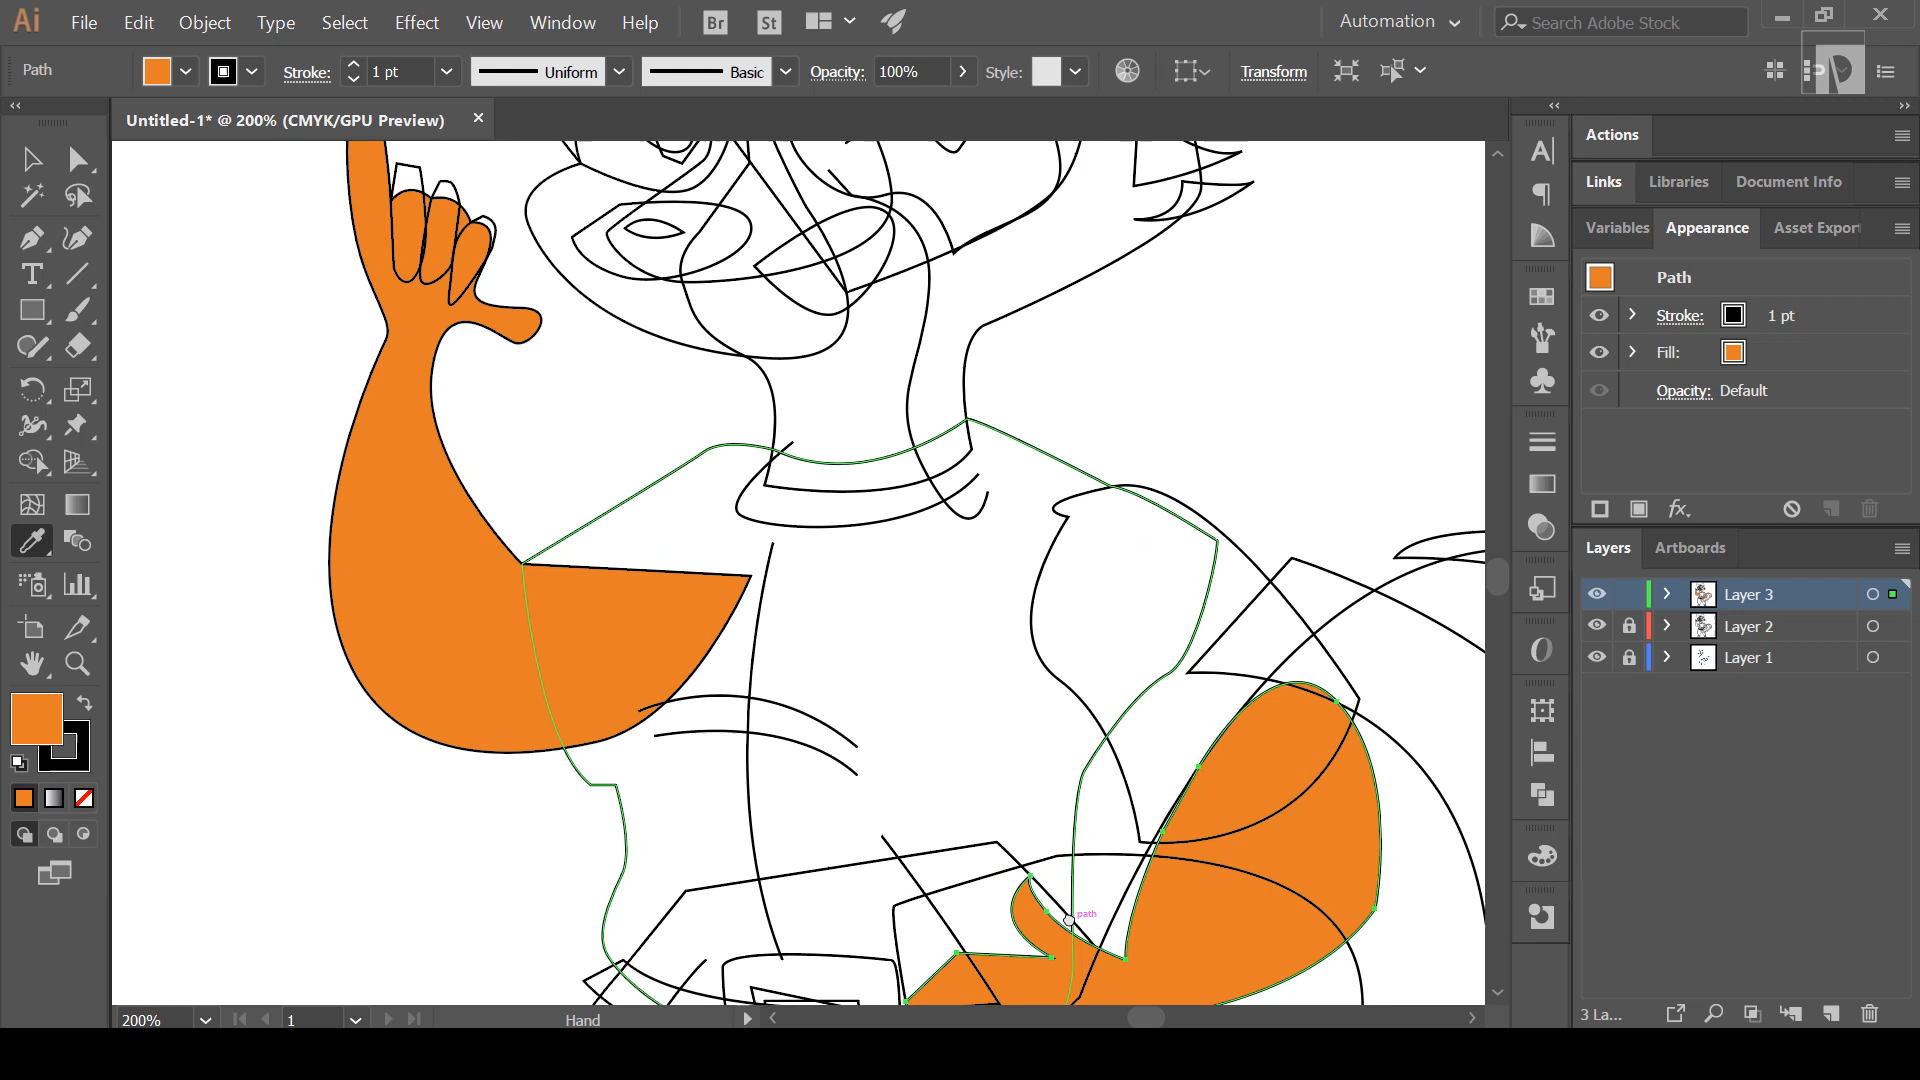 Ai File Edit Object Type Select Effect View Window Help Br St Automation Search Adobe Stock
Path Stroke: 1 pt Uniform Basic Opacity: 100% Style: Transform
Untitled-1* @ 200% (CMYK/GPU Preview)
Actions
Links Libraries Document Info
Variables Appearance Asset Export
Path
Stroke: 1 pt
Fill:
Opacity: Default
fx.
Layers Artboards
Layer 3
Layer 2
Layer 1
path
200% 1 Hand 3 La...